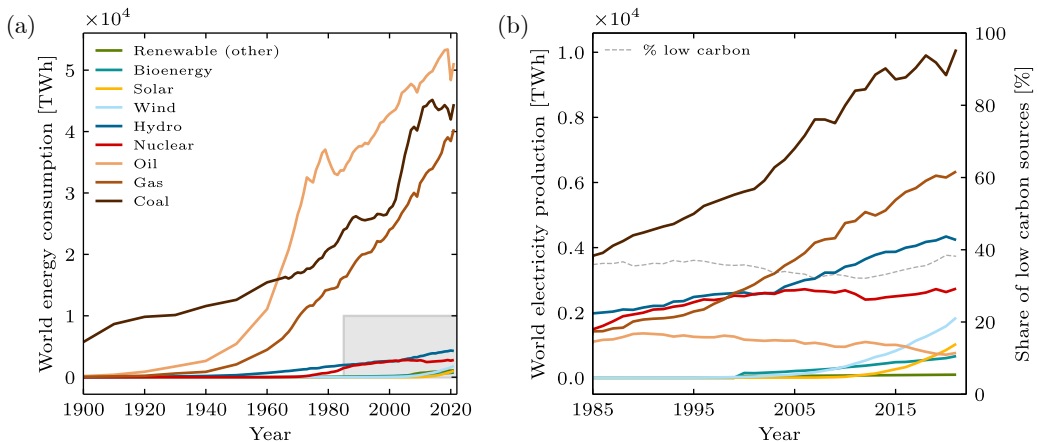 (a)
×10⁴
World energy consumption [TWh]
5
4
3
2
1
0
Renewable (other)
Bioenergy
Solar
Wind
Hydro
Nuclear
Oil
Gas
Coal
1900 1920 1940 1960 1980 2000 2020
Year
(b)
×10⁴
World electricity production [TWh]
1.0
0.8
0.6
0.4
0.2
0.0
% low carbon
1985 1995 2005 2015
Year
100
80
60
40
20
0
Share of low carbon sources [%]